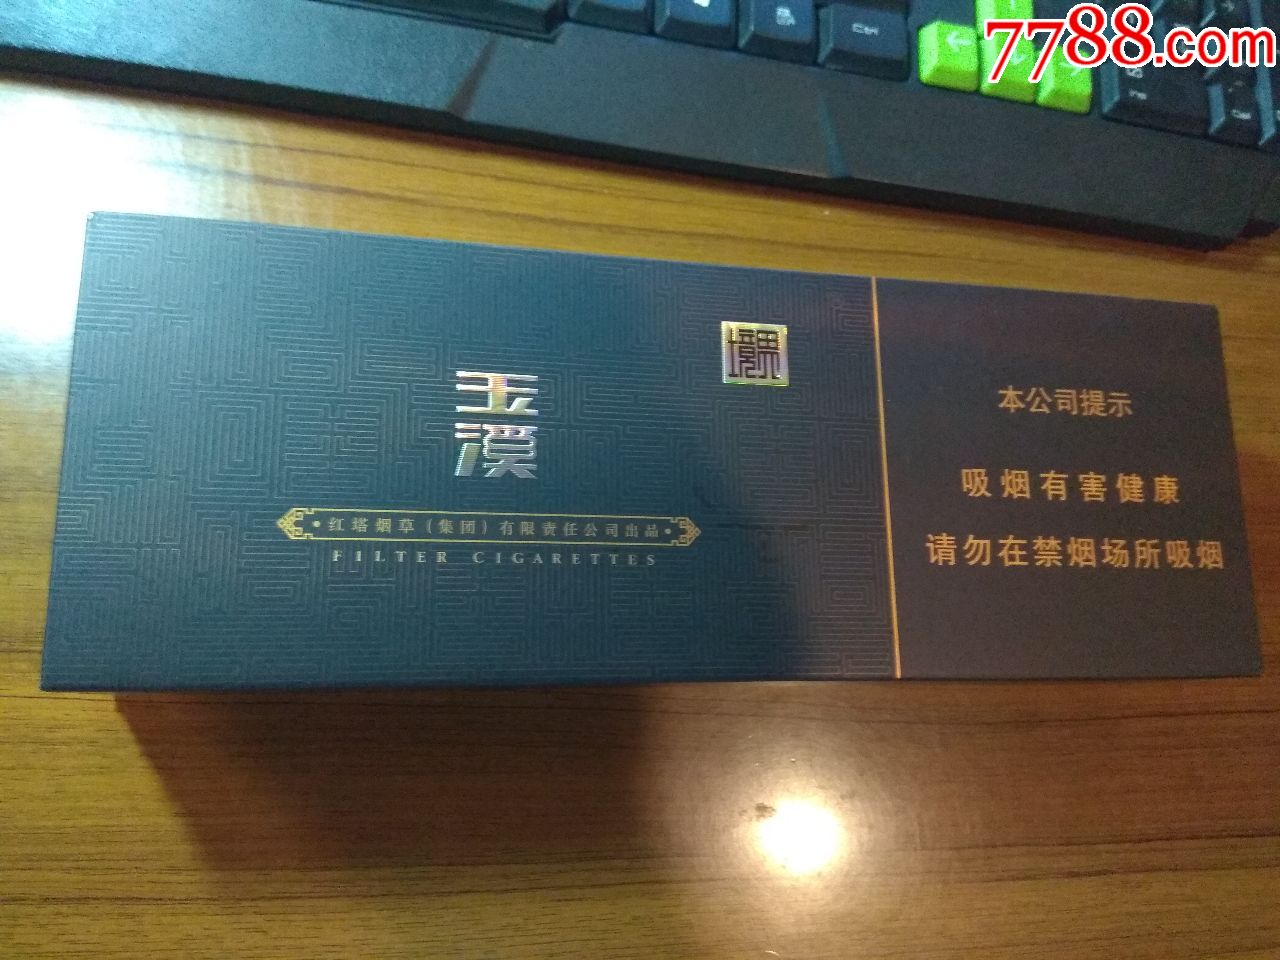 7788.com
境界
玉
溪
·红塔烟草(集团)有限责任公司出品·
FILTER CIGARETTES
本公司提示
吸烟有害健康
请勿在禁烟场所吸烟